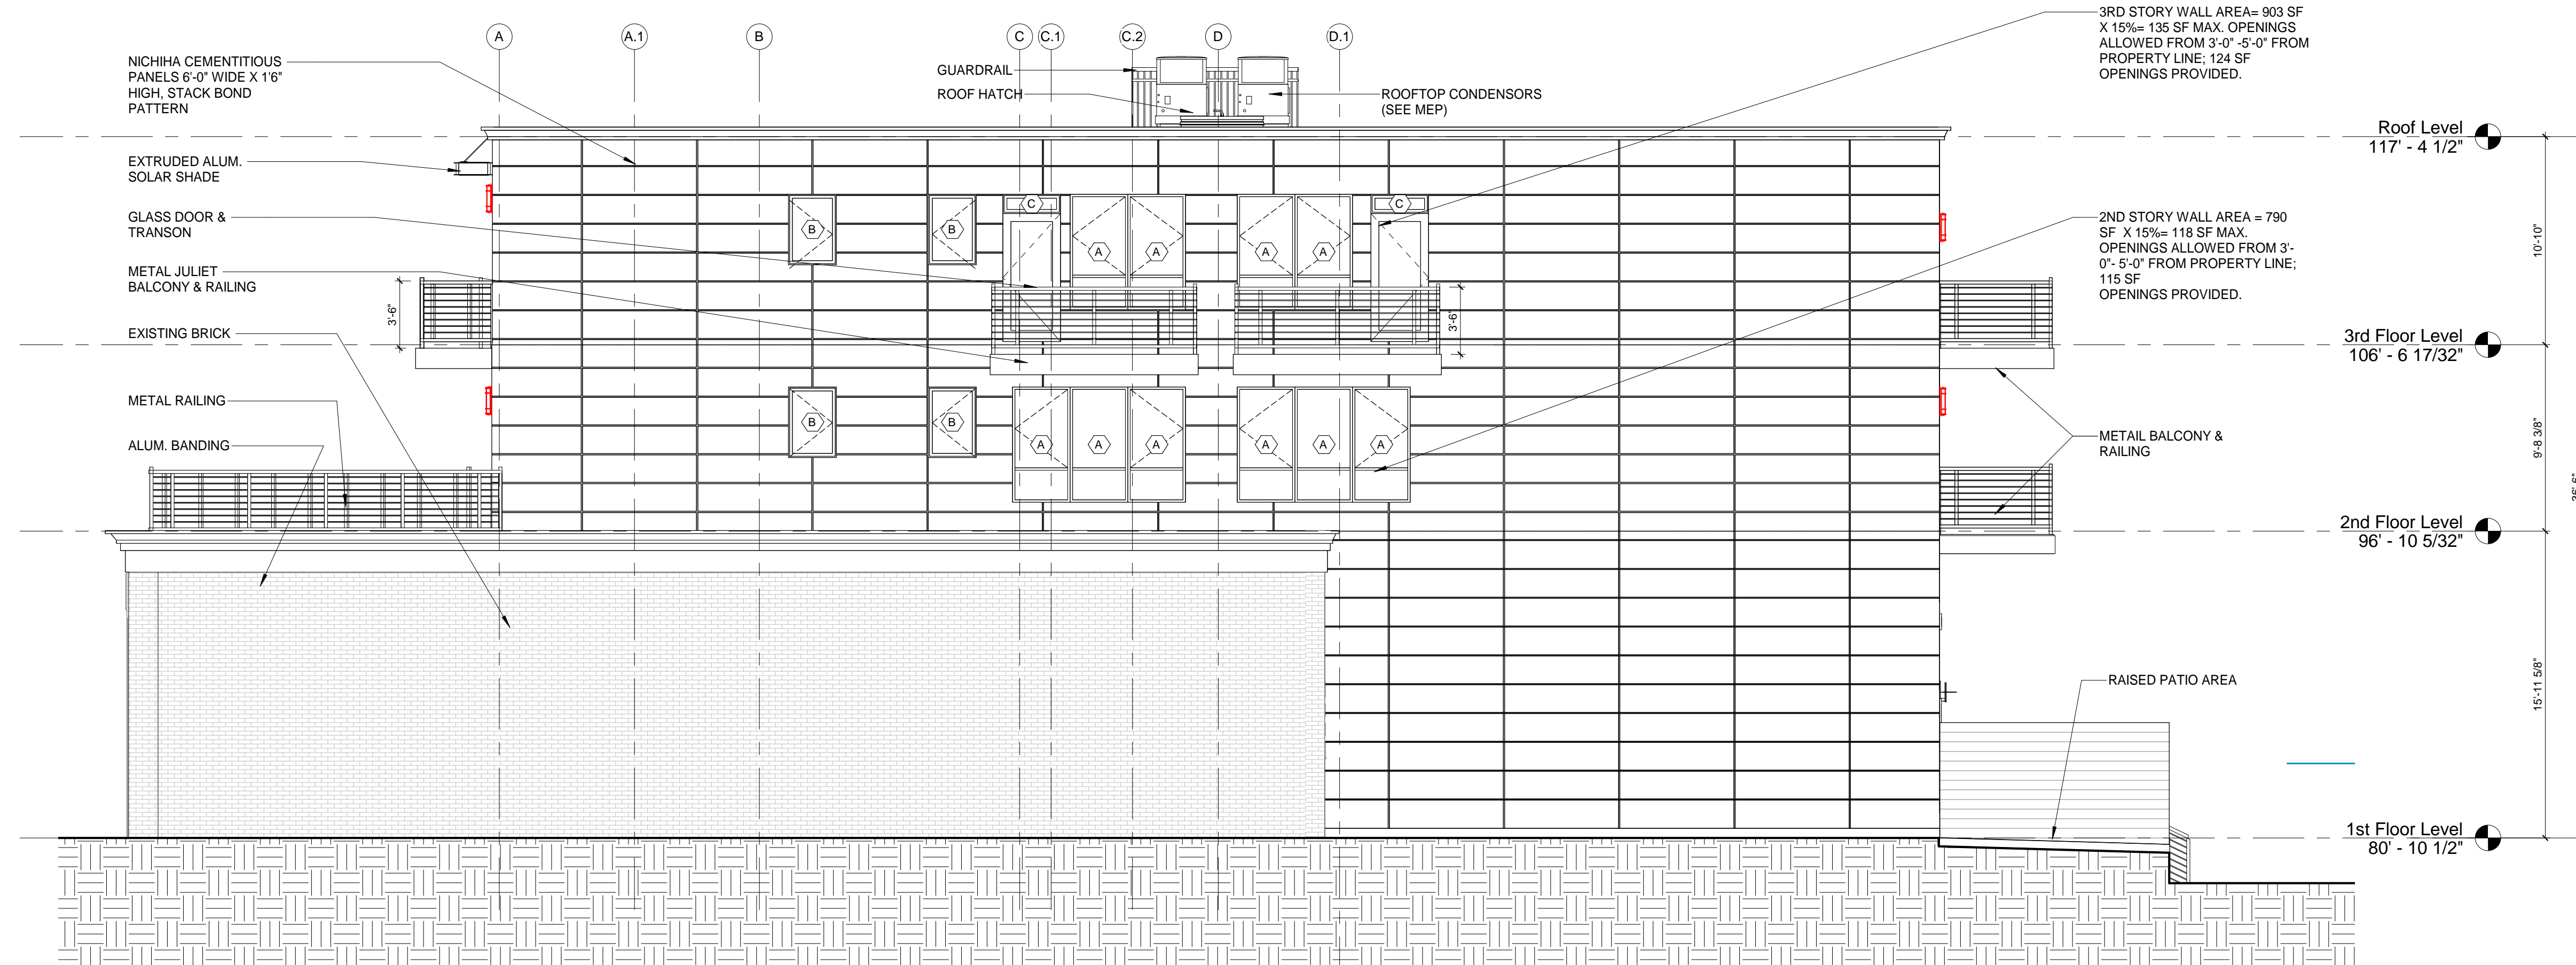 A
A.1
B
C
C.1
C.2
D
D.1
NICHIHA CEMENTITIOUS
PANELS 6'-0" WIDE X 1'6"
HIGH, STACK BOND
PATTERN
EXTRUDED ALUM.
SOLAR SHADE
GLASS DOOR &
TRANSON
METAL JULIET
BALCONY & RAILING
EXISTING BRICK
METAL RAILING
ALUM. BANDING
GUARDRAIL
ROOF HATCH
ROOFTOP CONDENSORS
(SEE MEP)
3RD STORY WALL AREA= 903 SF
X 15%= 135 SF MAX. OPENINGS
ALLOWED FROM 3'-0" -5'-0" FROM
PROPERTY LINE; 124 SF
OPENINGS PROVIDED.
2ND STORY WALL AREA = 790
SF X 15%= 118 SF MAX.
OPENINGS ALLOWED FROM 3'-
0"- 5'-0" FROM PROPERTY LINE;
115 SF
OPENINGS PROVIDED.
METAIL BALCONY &
RAILING
RAISED PATIO AREA
B
B
C
A
A
A
A
C
3'-6"
3'-6"
B
B
A
A
A
A
A
A
Roof Level
117' - 4 1/2"
3rd Floor Level
106' - 6 17/32"
2nd Floor Level
96' - 10 5/32"
1st Floor Level
80' - 10 1/2"
10'-10"
9'-8 3/8"
15'-11 5/8"
36'-6"